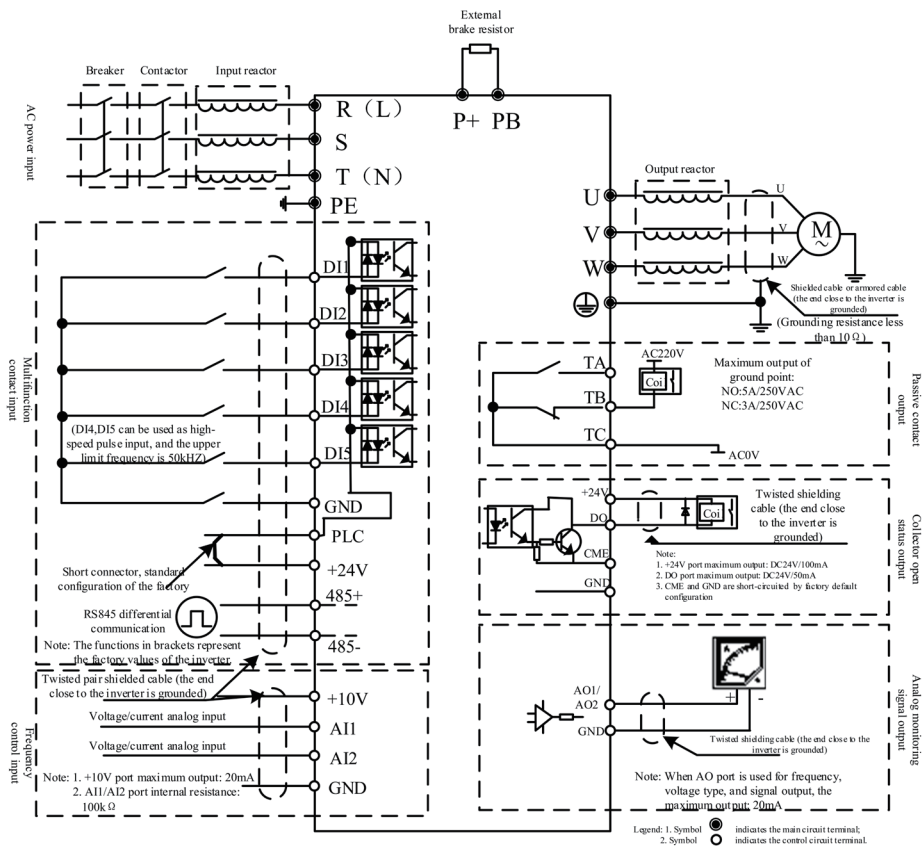 External
brake resistor
Breaker
Contactor
Input reactor
AC power input
R（L）
S
T（N）
PE
P+ PB
U
V
W
Output reactor
U
V
W
M
~
Shielded cable or armored cable
(the end close to the inverter is
grounded)
(Grounding resistance less
than 10Ω)
Multifunction
contact input
DI1
DI2
DI3
DI4
(DI4,DI5 can be used as high-
speed pulse input, and the upper
limit frequency is 50kHZ)
DI5
GND
PLC
Short connector, standard
configuration of the factory
+24V
485+
RS845 differential
communication
Note: The functions in brackets represent
the factory values of the inverter.
485-
Frequency
control input
Twisted pair shielded cable (the end
close to the inverter is grounded)
+10V
Voltage/current analog input
AI1
Voltage/current analog input
AI2
Note: 1. +10V port maximum output: 20mA
2. AI1/AI2 port internal resistance:
100kΩ
GND
Passive contact
output
TA
TB
TC
AC220V
Coi
AC0V
Maximum output of
ground point:
NO:5A/250VAC
NC:3A/250VAC
Collector open
status output
+24V
DO
CME
GND
Coi
Twisted shielding
cable (the end close
to the inverter is
grounded)
Note:
1. +24V port maximum output: DC24V/100mA
2. DO port maximum output: DC24V/50mA
3. CME and GND are short-circuited by factory default
configuration
Analog monitoring
signal output
AO1/
AO2
GND
+
-
Twisted shielding cable (the end close to the
inverter is grounded)
Note: When AO port is used for frequency,
voltage type, and signal output, the
maximum output: 20mA
Legend: 1. Symbol indicates the main circuit terminal;
2. Symbol indicates the control circuit terminal.